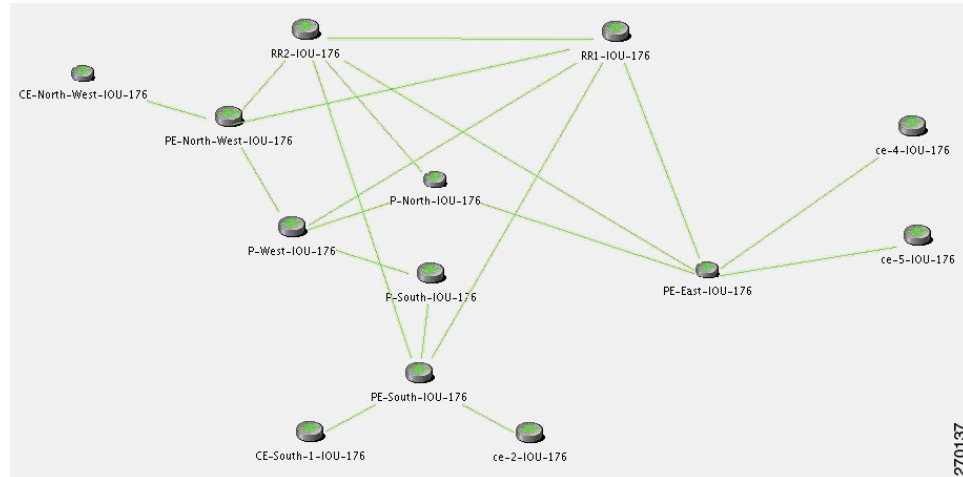 RR2-IOU-176
RR1-IOU-176
CE-North-West-IOU-176
PE-North-West-IOU-176
ce-4-IOU-176
P-North-IOU-176
P-West-IOU-176
ce-5-IOU-176
PE-East-IOU-176
P-South-IOU-176
PE-South-IOU-176
CE-South-1-IOU-176
ce-2-IOU-176
270137